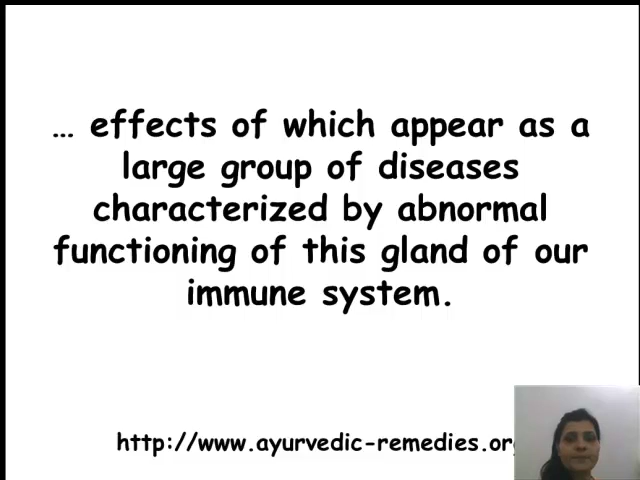 … effects of which appear as a
large group of diseases
characterized by abnormal
functioning of this gland of our
immune system.
http://www.ayurvedic-remedies.org